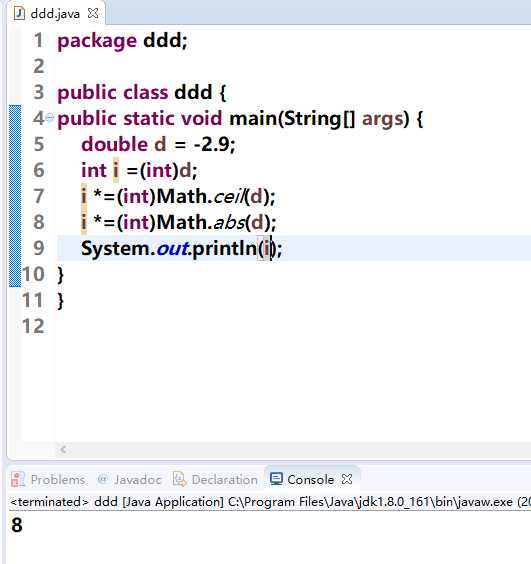 ddd.java
1 package ddd;
2
3 public class ddd {
4 public static void main(String[] args) {
5 double d = -2.9;
6 int i =(int)d;
7 i *=(int)Math.ceil(d);
8 i *=(int)Math.abs(d);
9 System.out.println(i);
10 }
11 }
12
Problems @ Javadoc Declaration Console
<terminated> ddd [Java Application] C:\Program Files\Java\jdk1.8.0_161\bin\javaw.exe (20
8